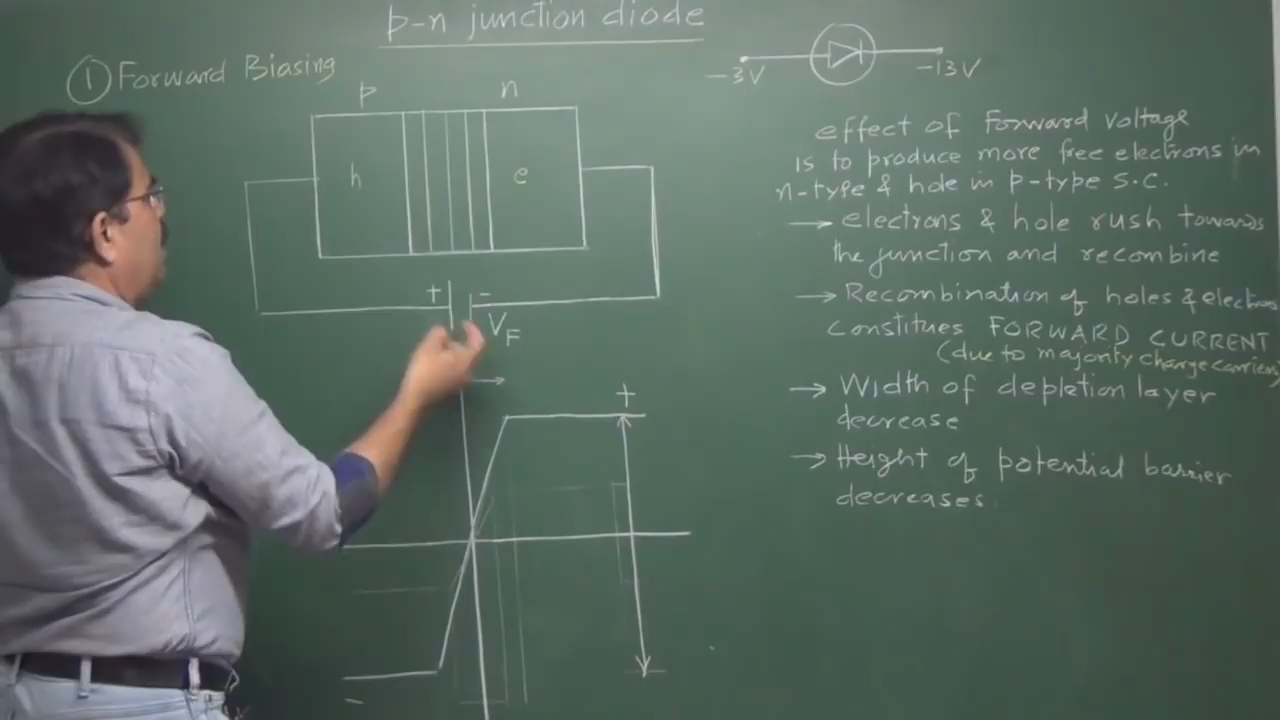 p-n junction diode
① Forward Biasing
p
n
h
e
+
-
VF
+
-
-3V
-13V
effect of Forward Voltage
is to produce more free electrons in
n-type & hole in p-type S.C.
→ electrons & hole rush towards
the junction and recombine
→ Recombination of holes & electrons
constitues FORWARD CURRENT
(due to majority charge carriers)
→ Width of depletion layer
decrease
→ Height of potential barrier
decreases.